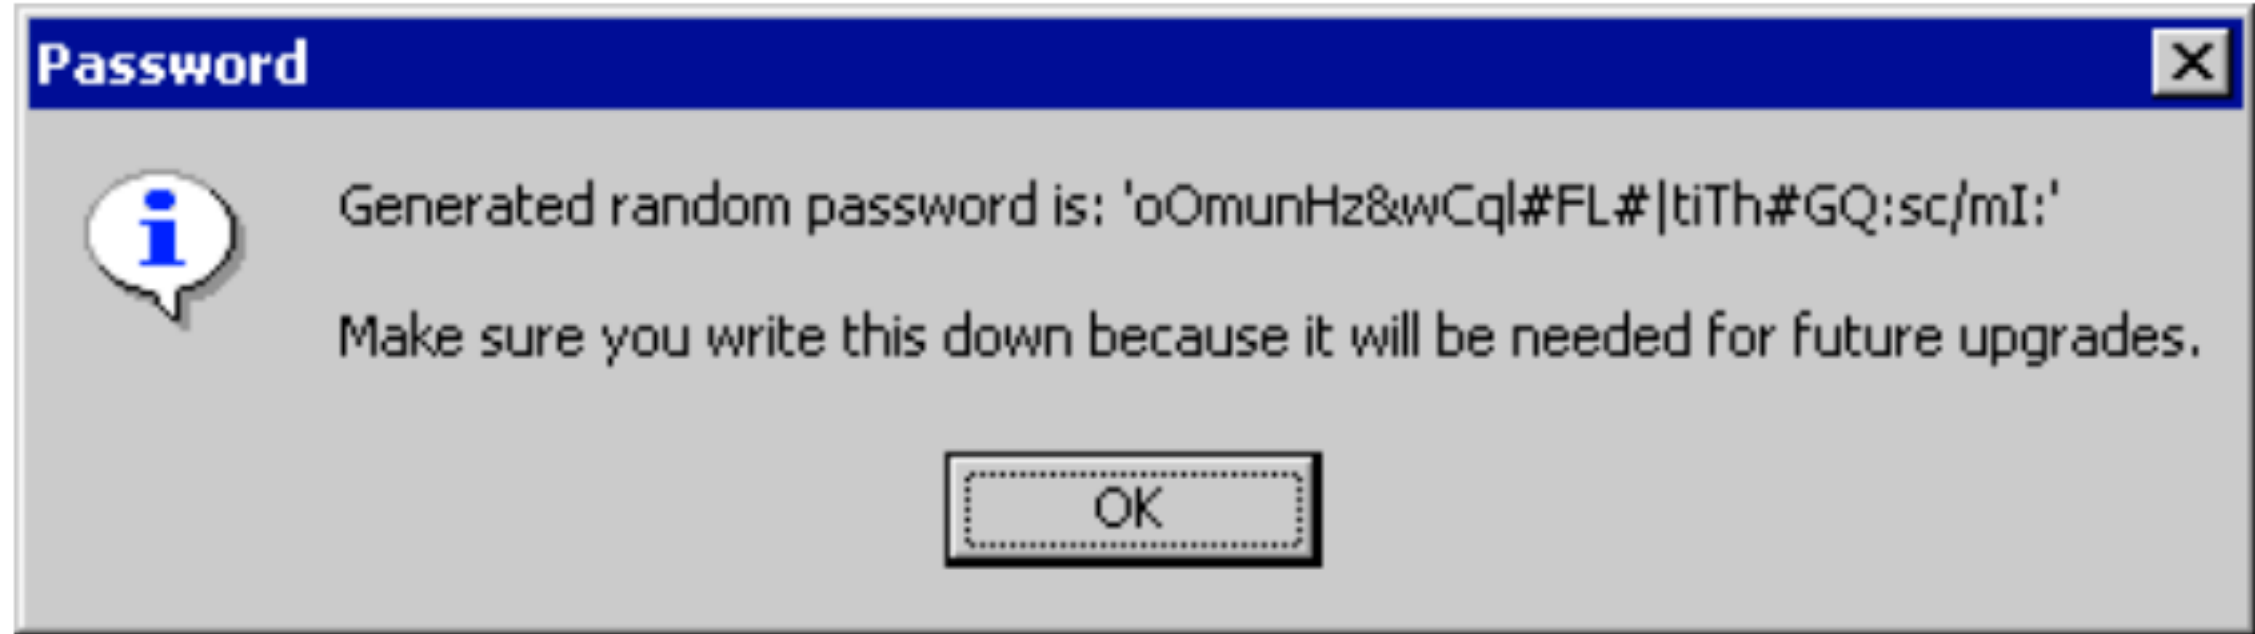 Password
Generated random password is: 'oOmunHz&wCql#FL#|tiTh#GQ:sc/mI:'
Make sure you write this down because it will be needed for future upgrades.
OK